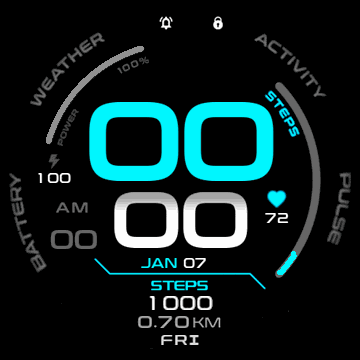 WEATHER
ACTIVITY
100%
POWER
STEPS
00
100
BATTERY
PULSE
AM
00
00
72
JAN 07
STEPS
1000
0.70 KM
FRI